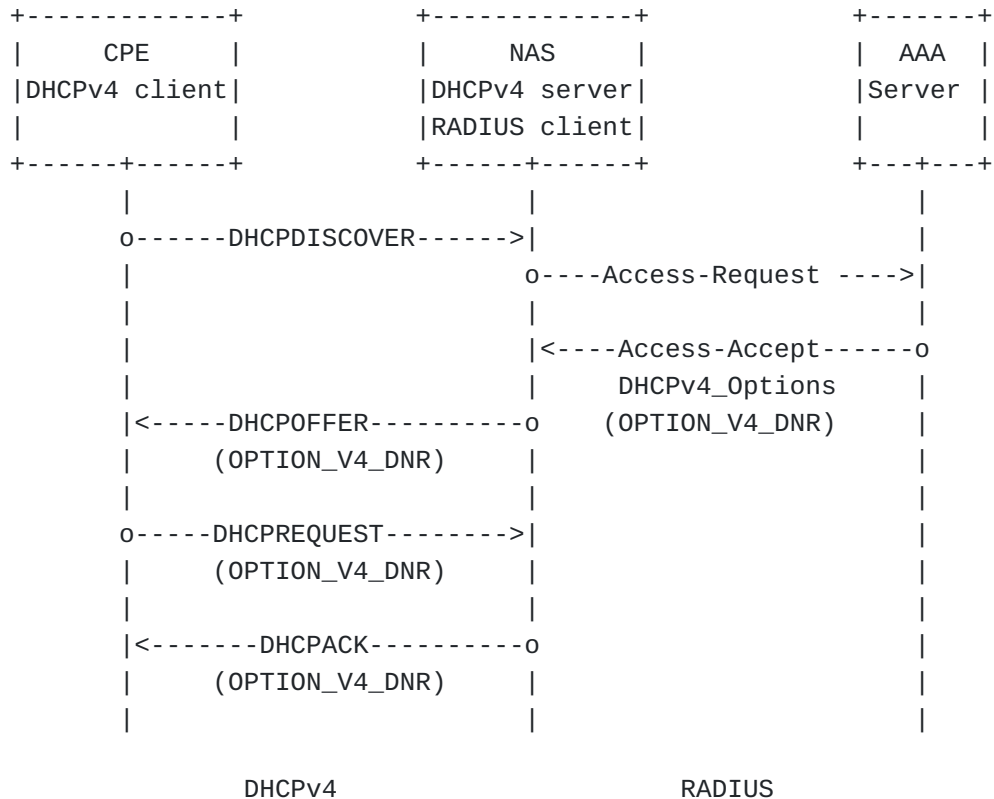 +-------------+           +-------------+             +-------+
|     CPE     |           |     NAS     |             |  AAA  |
|DHCPv4 client|           |DHCPv4 server|             |Server |
|             |           |RADIUS client|             |       |
+------+------+           +------+------+             +---+---+
       |                         |                        |
       o------DHCPDISCOVER------>|                        |
       |                         o----Access-Request ---->|
       |                         |                        |
       |                         |<----Access-Accept------o
       |                         |     DHCPv4_Options     |
       |<-----DHCPOFFER----------o    (OPTION_V4_DNR)     |
       |     (OPTION_V4_DNR)     |                        |
       |                         |                        |
       o-----DHCPREQUEST-------->|                        |
       |     (OPTION_V4_DNR)     |                        |
       |                         |                        |
       |<-------DHCPACK----------o                        |
       |     (OPTION_V4_DNR)     |                        |
       |                         |                        |

               DHCPv4                      RADIUS